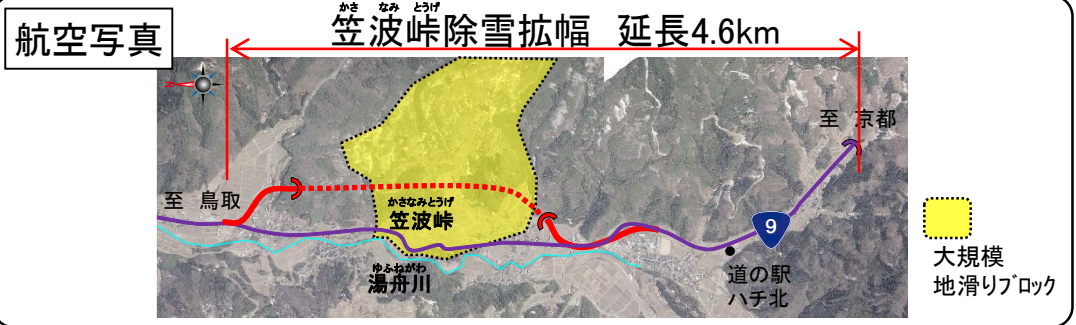 航空写真
かさ なみ とうげ
笠波峠除雪拡幅 延長4.6km
至 京都
至 鳥取
かさなみとうげ
笠波峠
9
ゆふねがわ
湯舟川
道の駅
ハチ北
大規模
地滑りブロック